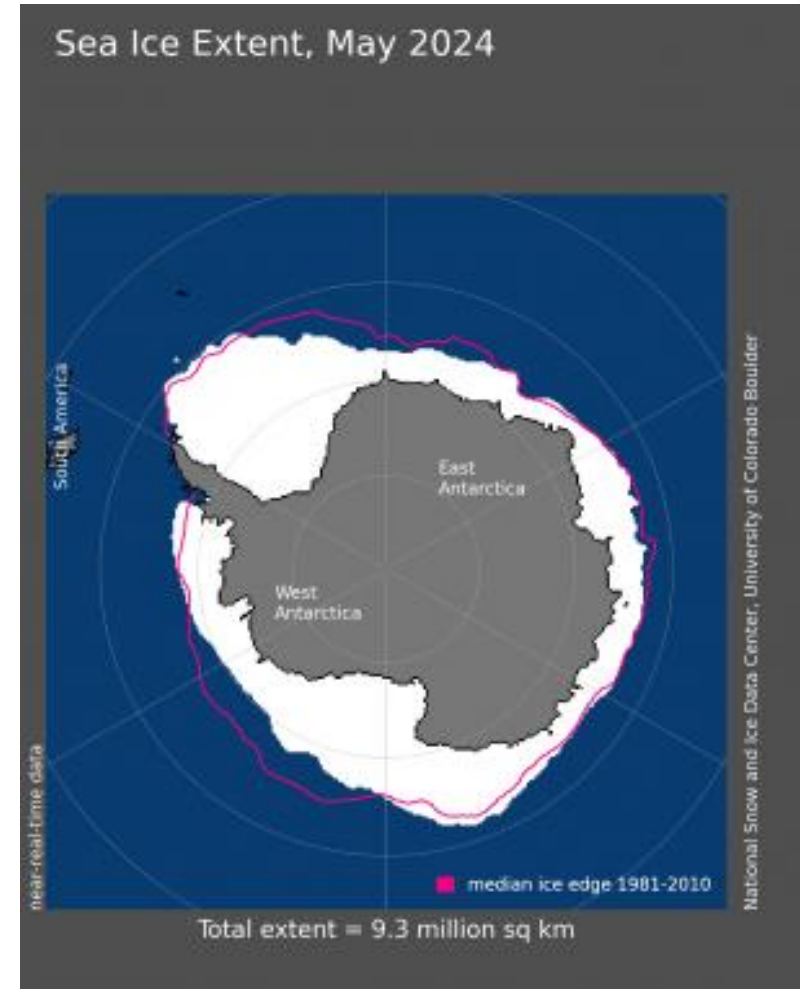 Sea Ice Extent, May 2024
South America
East
Antarctica
West
Antarctica
near-real-time data
National Snow and Ice Data Center, University of Colorado Boulder
median ice edge 1981-2010
Total extent = 9.3 million sq km